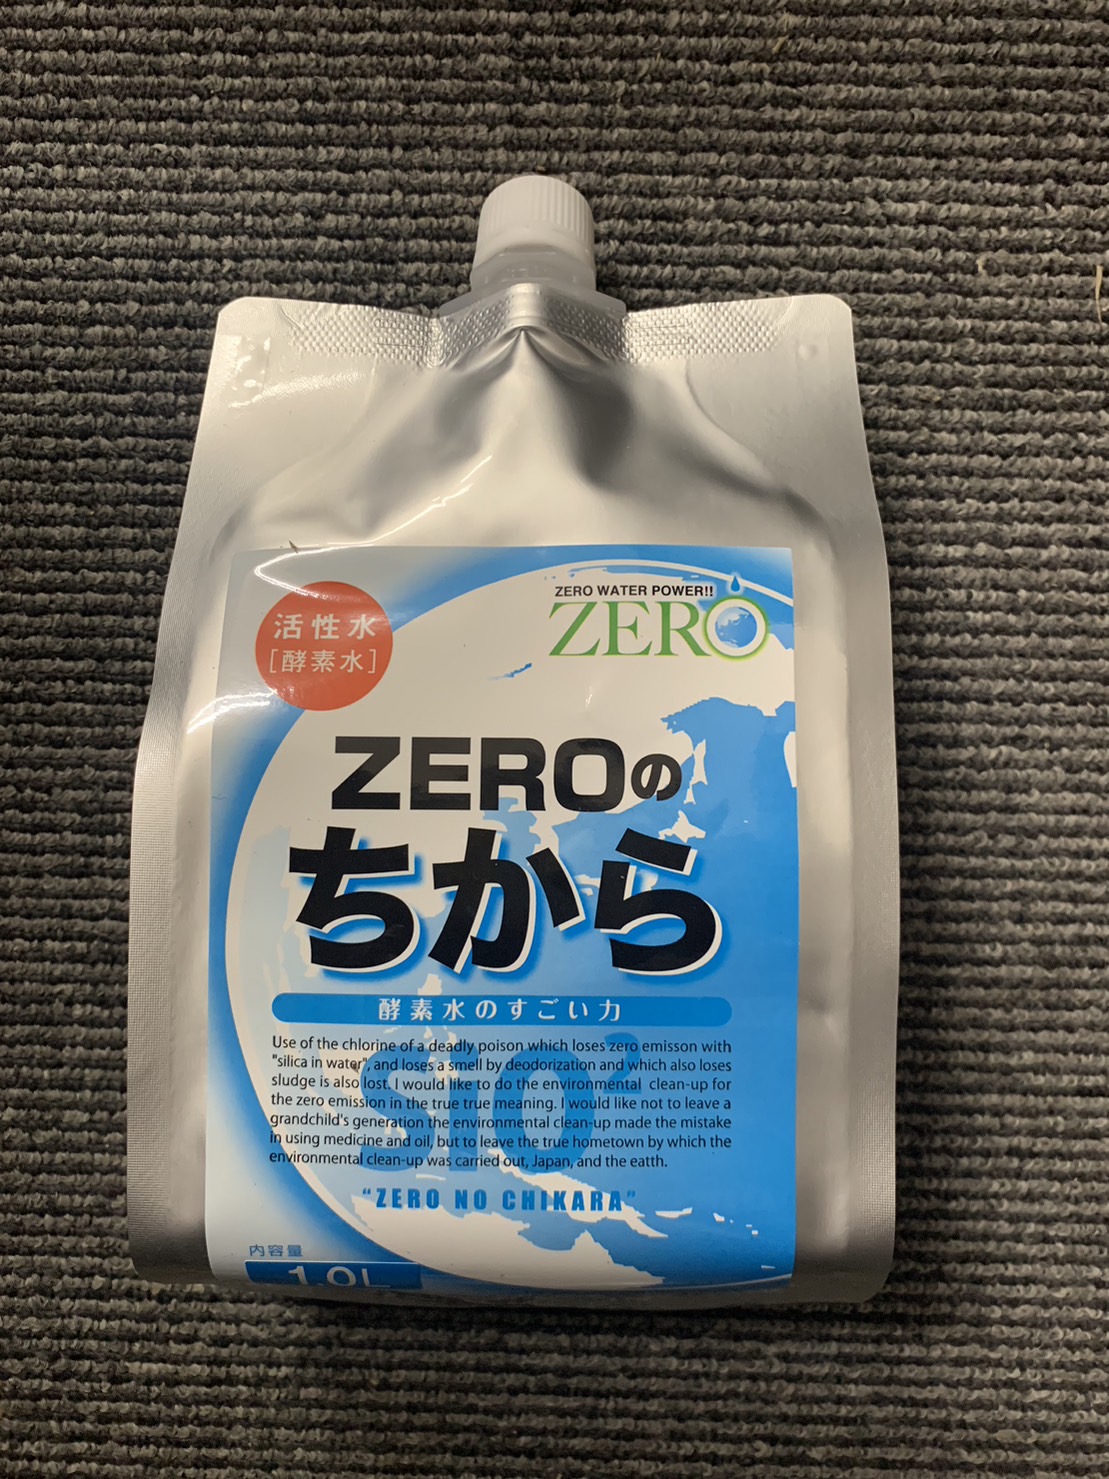 活性水
[酵素水]
ZERO WATER POWER!!
ZERO
ZEROの
ちから
酵素水のすごい力
SiO²
Use of the chlorine of a deadly poison which loses zero emisson with
"silica in water", and loses a smell by deodorization and which also loses
sludge is also lost. I would like to do the environmental clean-up for
the zero emission in the true true meaning. I would like not to leave a
grandchild's generation the environmental clean-up made the mistake
in using medicine and oil, but to leave the true hometown by which the
environmental clean-up was carried out, Japan, and the eatth.
"ZERO NO CHIKARA"
内容量
1.0L